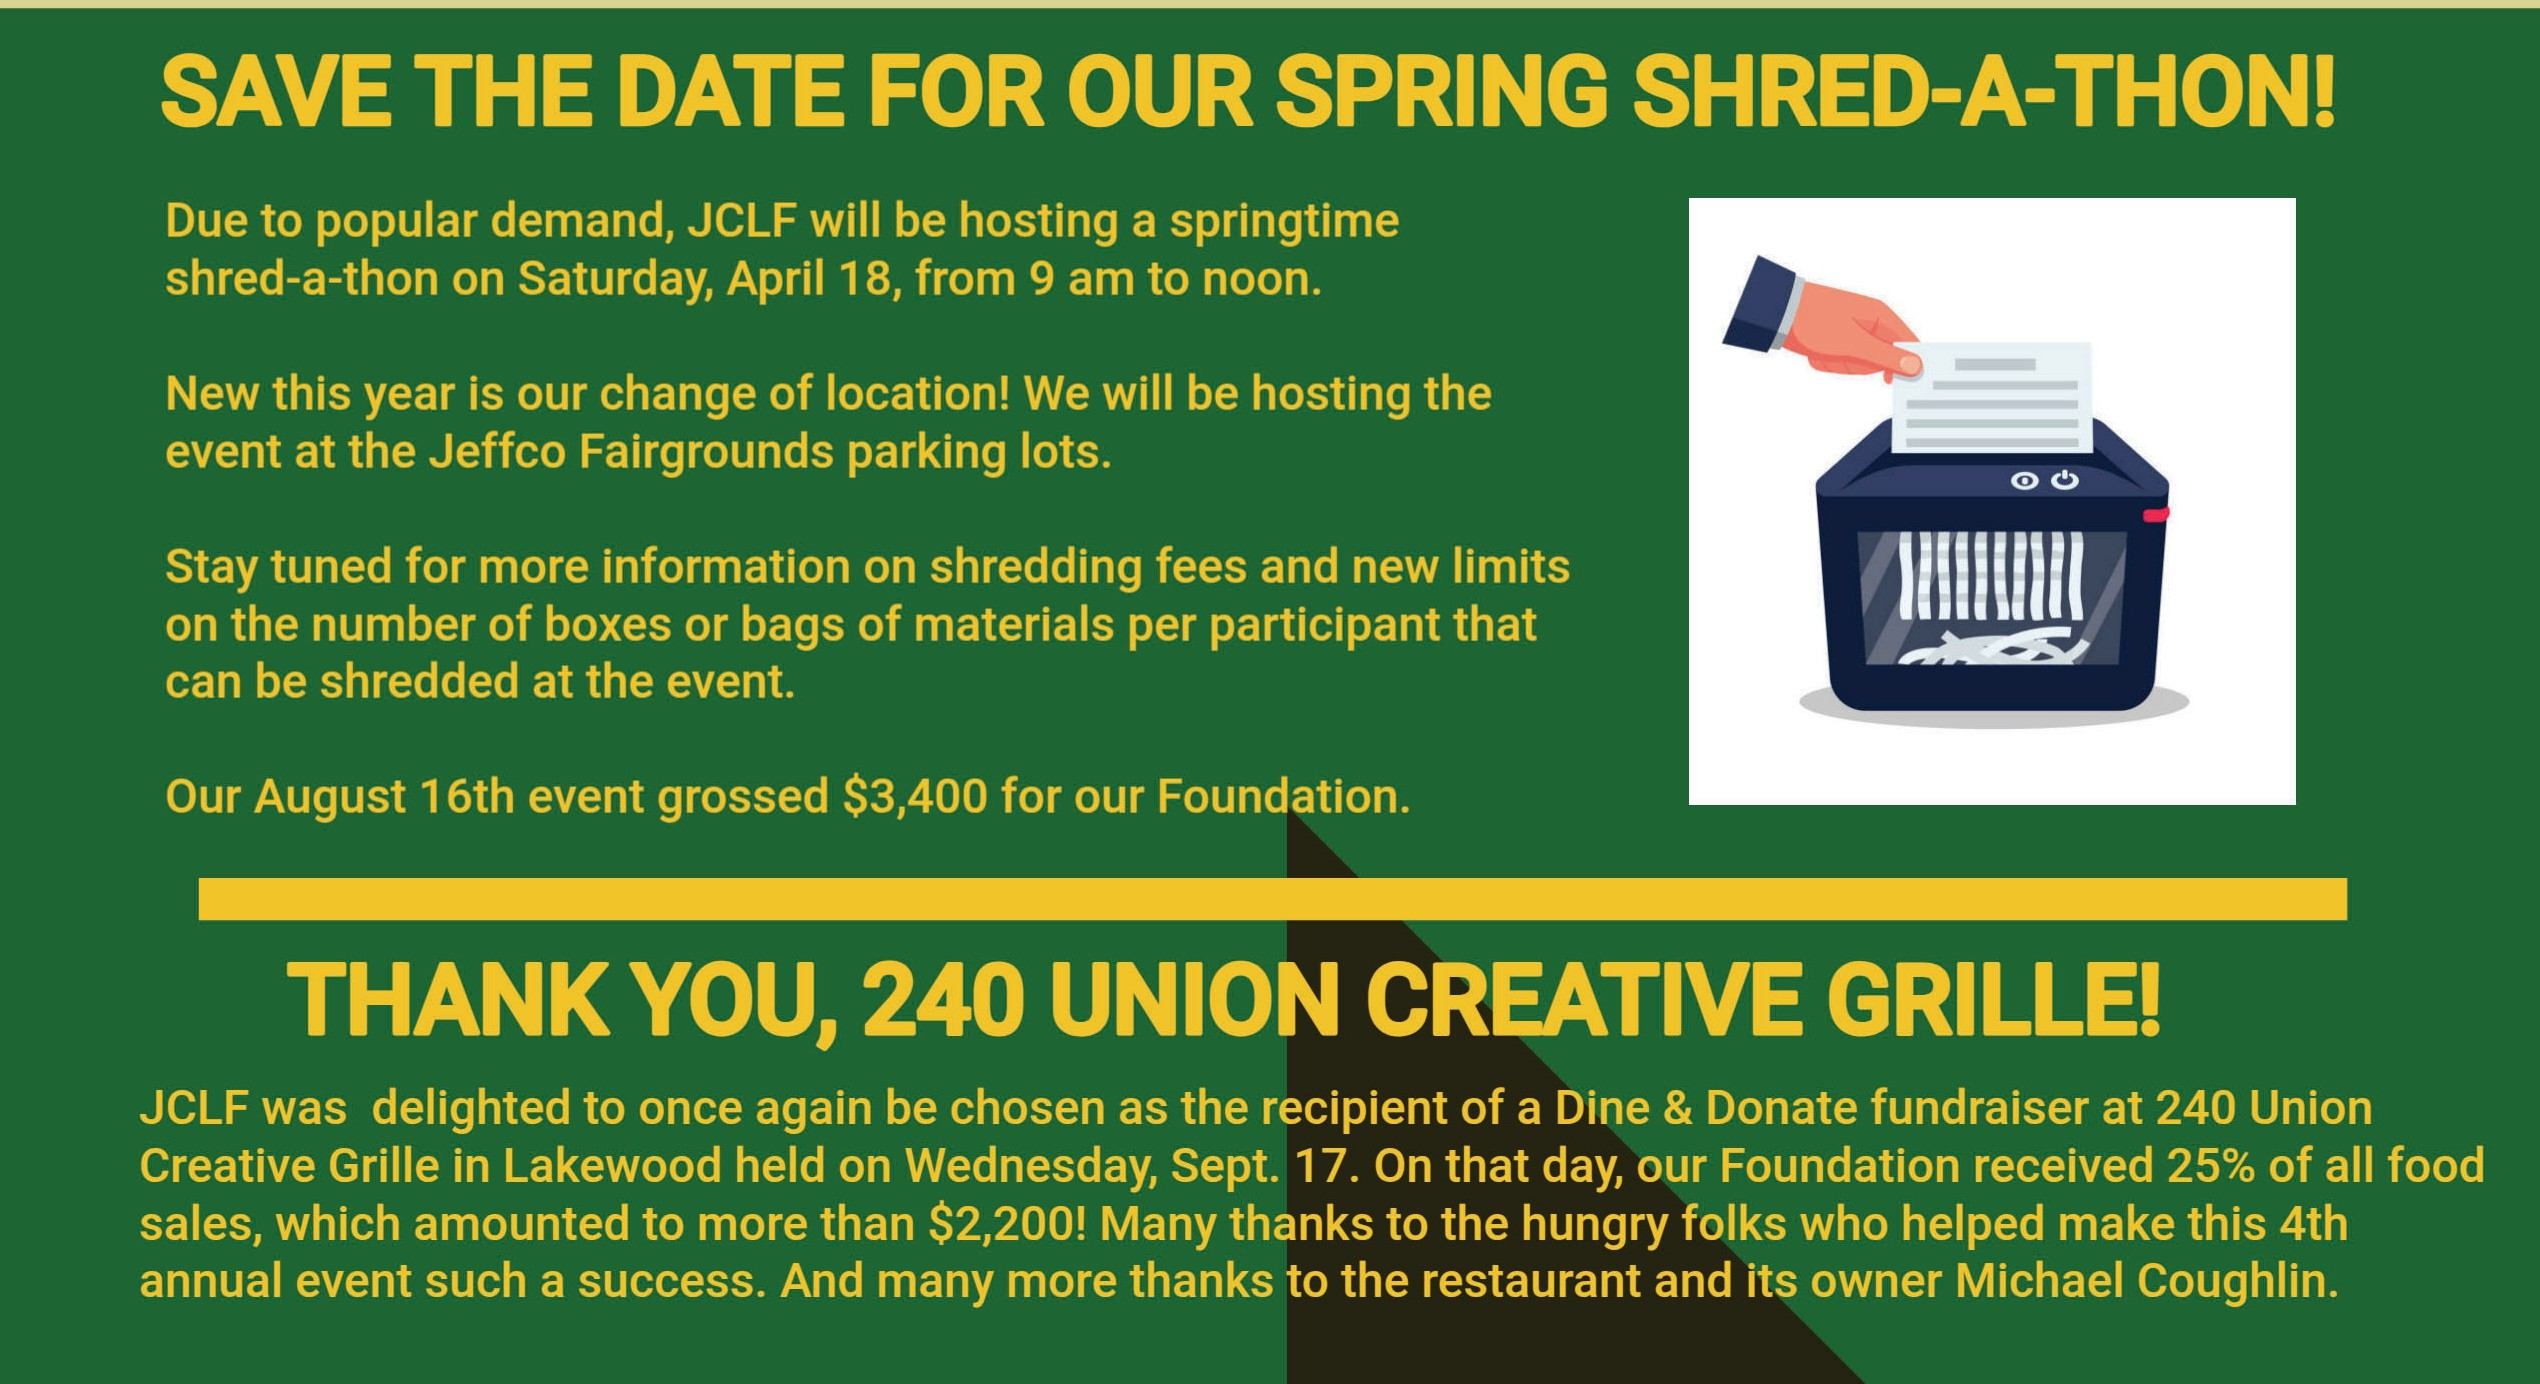 SAVE THE DATE FOR OUR SPRING SHRED-A-THON!
Due to popular demand, JCLF will be hosting a springtime
shred-a-thon on Saturday, April 18, from 9 am to noon.
New this year is our change of location! We will be hosting the
event at the Jeffco Fairgrounds parking lots.
Stay tuned for more information on shredding fees and new limits
on the number of boxes or bags of materials per participant that
can be shredded at the event.
Our August 16th event grossed $3,400 for our Foundation.
THANK YOU, 240 UNION CREATIVE GRILLE!
JCLF was  delighted to once again be chosen as the recipient of a Dine & Donate fundraiser at 240 Union
Creative Grille in Lakewood held on Wednesday, Sept. 17. On that day, our Foundation received 25% of all food
sales, which amounted to more than $2,200! Many thanks to the hungry folks who helped make this 4th
annual event such a success. And many more thanks to the restaurant and its owner Michael Coughlin.